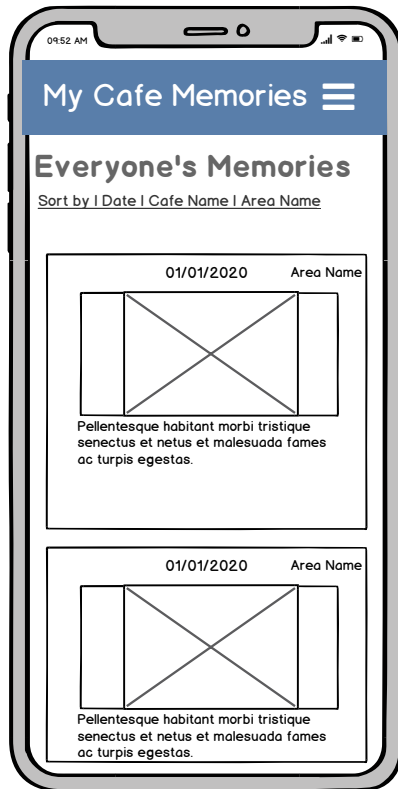 09:52 AM
My Cafe Memories
Everyone's Memories
Sort by | Date | Cafe Name | Area Name
01/01/2020 Area Name
Pellentesque habitant morbi tristique
senectus et netus et malesuada fames
ac turpis egestas.
01/01/2020 Area Name
Pellentesque habitant morbi tristique
senectus et netus et malesuada fames
ac turpis egestas.